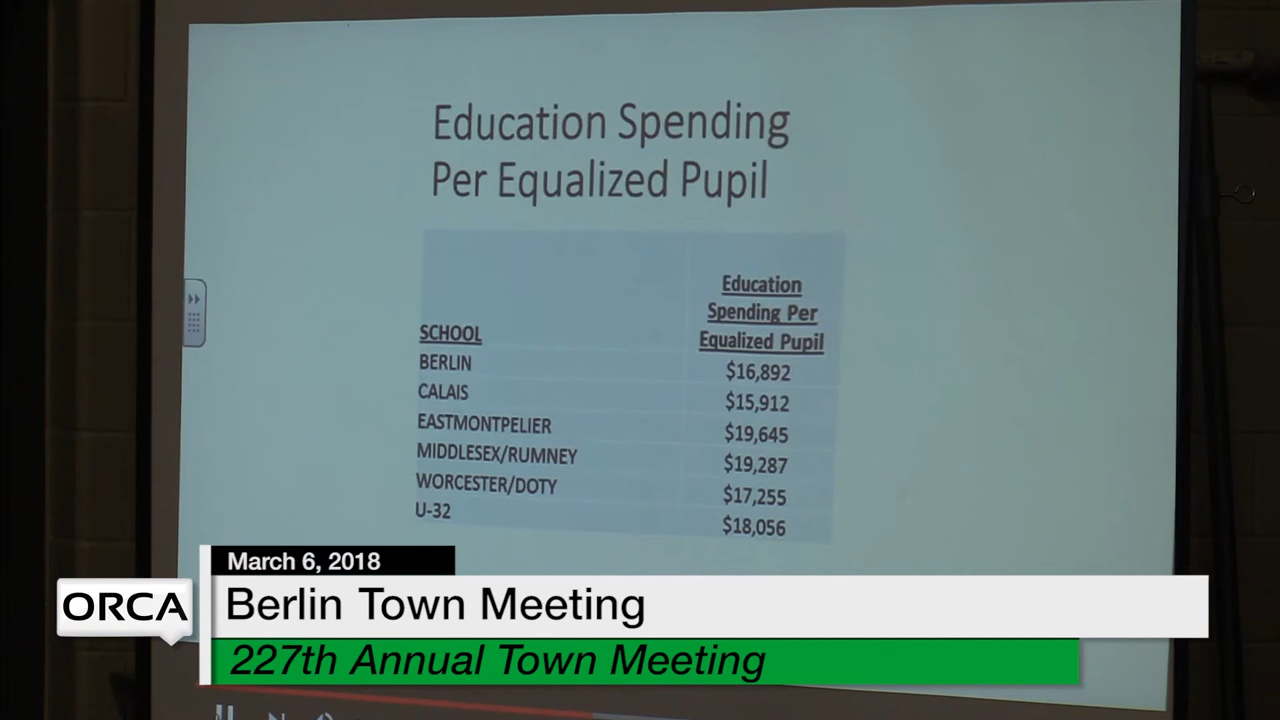 Education Spending
Per Equalized Pupil
Education
Spending Per
SCHOOL Equalized Pupil
BERLIN $16,892
CALAIS $15,912
EASTMONTPELIER $19,645
MIDDLESEX/RUMNEY $19,287
WORCESTER/DOTY $17,255
U-32 $18,056
March 6, 2018
ORCA Berlin Town Meeting
227th Annual Town Meeting